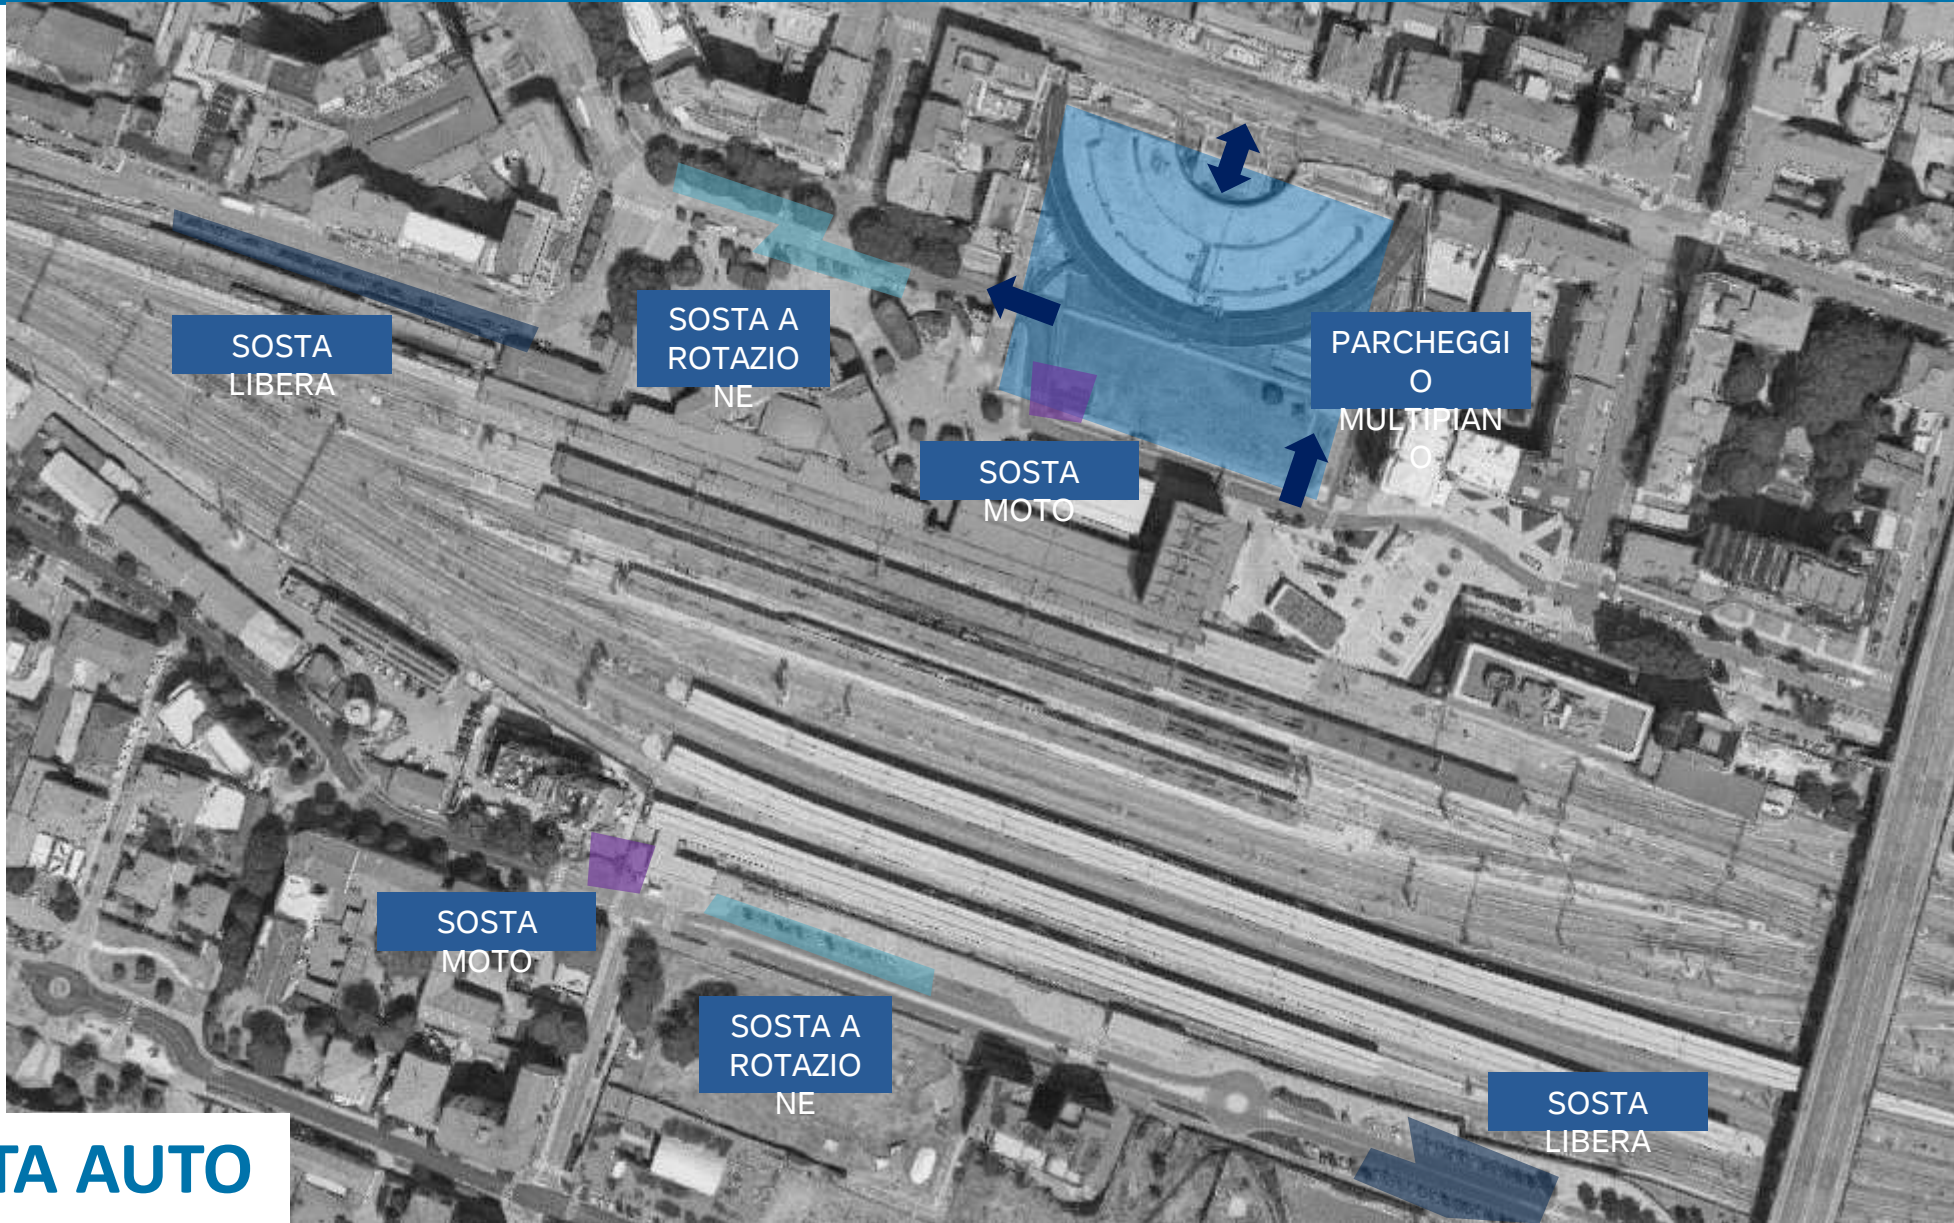 SOSTA
LIBERA
SOSTA A
ROTAZIO
NE
PARCHEGGI
O
MULTIPIAN
O
SOSTA
MOTO
SOSTA
MOTO
SOSTA A
ROTAZIO
NE
SOSTA
LIBERA
TA AUTO